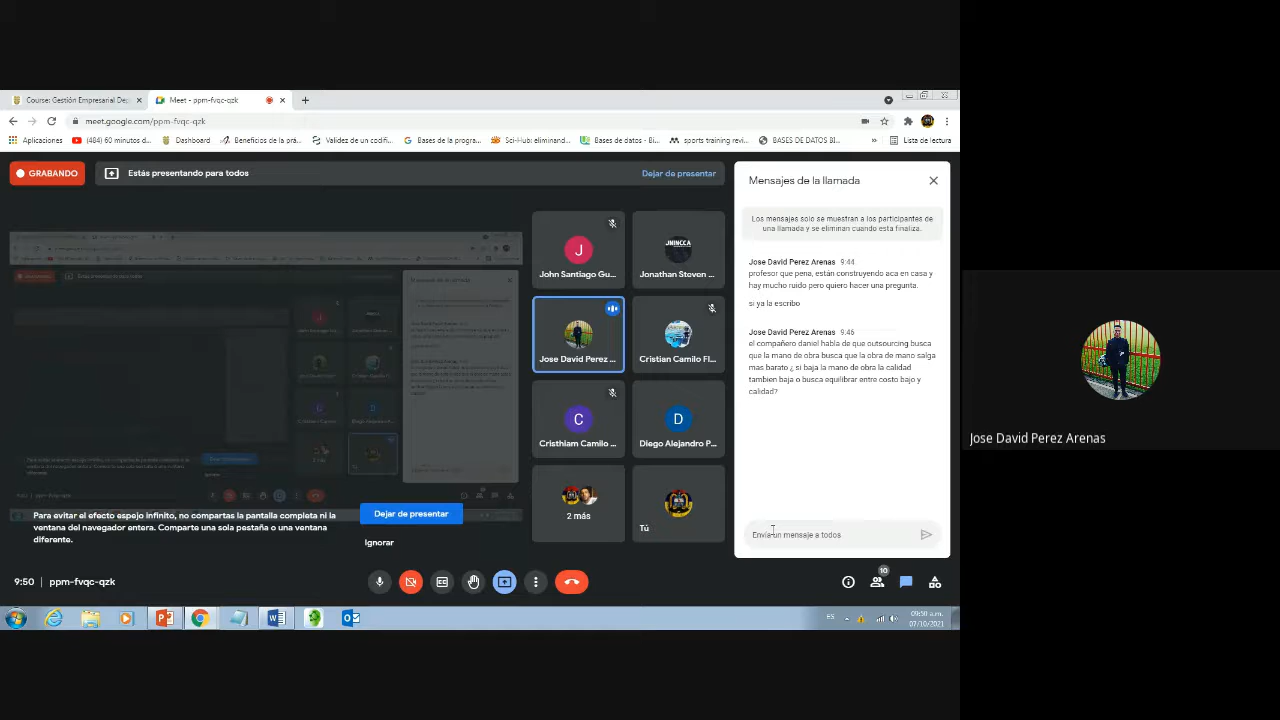 Course: Gestión Empresarial De
Meet - ppm-fvqc-qzk
meet.google.com/ppm-fvqc-qzk
Aplicaciones
(484) 60 minutos d...
Dashboard
Beneficios de la prá...
Validez de un codifi...
Bases de la progra...
Sci-Hub: eliminand...
Bases de datos - Bi...
sports training revi...
BASES DE DATOS BI...
»
Lista de lectura
GRABANDO
Estás presentando para todos
Dejar de presentar
John Santiago Gu...
JNHNCCA
Jonathan Steven ...
Jose David Perez ...
Cristian Camilo Fl...
Cristhiam Camilo ...
Diego Alejandro P...
2 más
Tú
J
C
D
Para evitar el efecto espejo infinito, no compartas la pantalla completa ni la
ventana del navegador entera. Comparte una sola pestaña o una ventana
diferente.
Dejar de presentar
Ignorar
Mensajes de la llamada
Los mensajes solo se muestran a los participantes de
una llamada y se eliminan cuando esta finaliza.
Jose David Perez Arenas 9:44
profesor que pena, están construyendo aca en casa y
hay mucho ruido pero quiero hacer una pregunta.
si ya la escribo
Jose David Perez Arenas 9:46
el compañero daniel habla de que outsourcing busca
que la mano de obra busca que la obra de mano salga
mas barato ¿ si baja la mano de obra la calidad
tambien baja o busca equilibrar entre costo bajo y
calidad?
Envía un mensaje a todos
9:50 | ppm-fvqc-qzk
10
ES
09:50 a.m.
07/10/2021
Jose David Perez Arenas